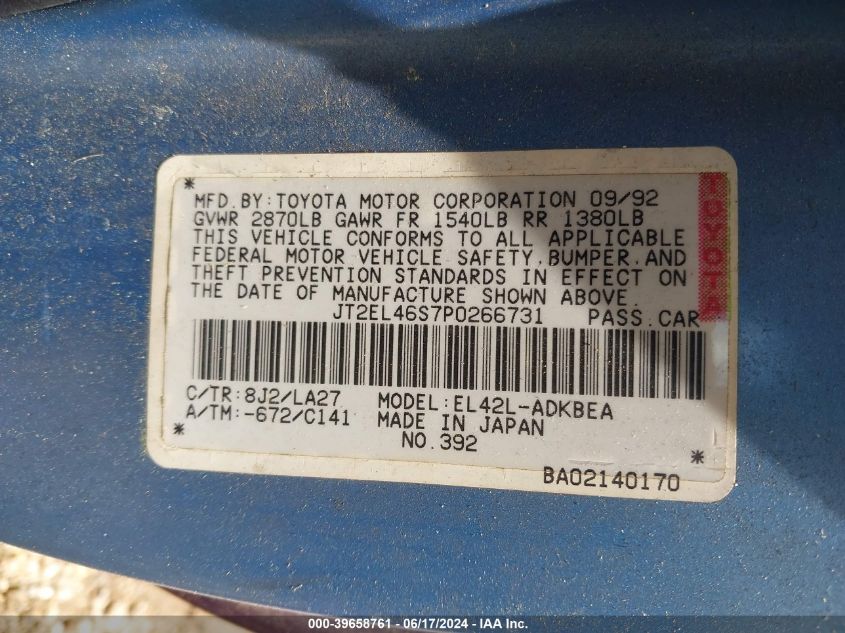 MFD.BY:TOYOTA MOTOR CORPORATION 09/92
GVWR 2870LB GAWR FR 1540LB RR 1380LB
THIS VEHICLE CONFORMS TO ALL APPLICABLE
FEDERAL MOTOR VEHICLE SAFETY,BUMPER,AND
THEFT PREVENTION STANDARDS IN EFFECT ON
THE DATE OF MANUFACTURE SHOWN ABOVE.
JT2EL46S7P0266731 PASS.CAR
TOYOTA
C/TR:8J2/LA27 MODEL:EL42L-ADKBEA
A/TM:-672/C141 MADE IN JAPAN
NO.392
BA02140170
000-39658761 - 06/17/2024 - IAA Inc.